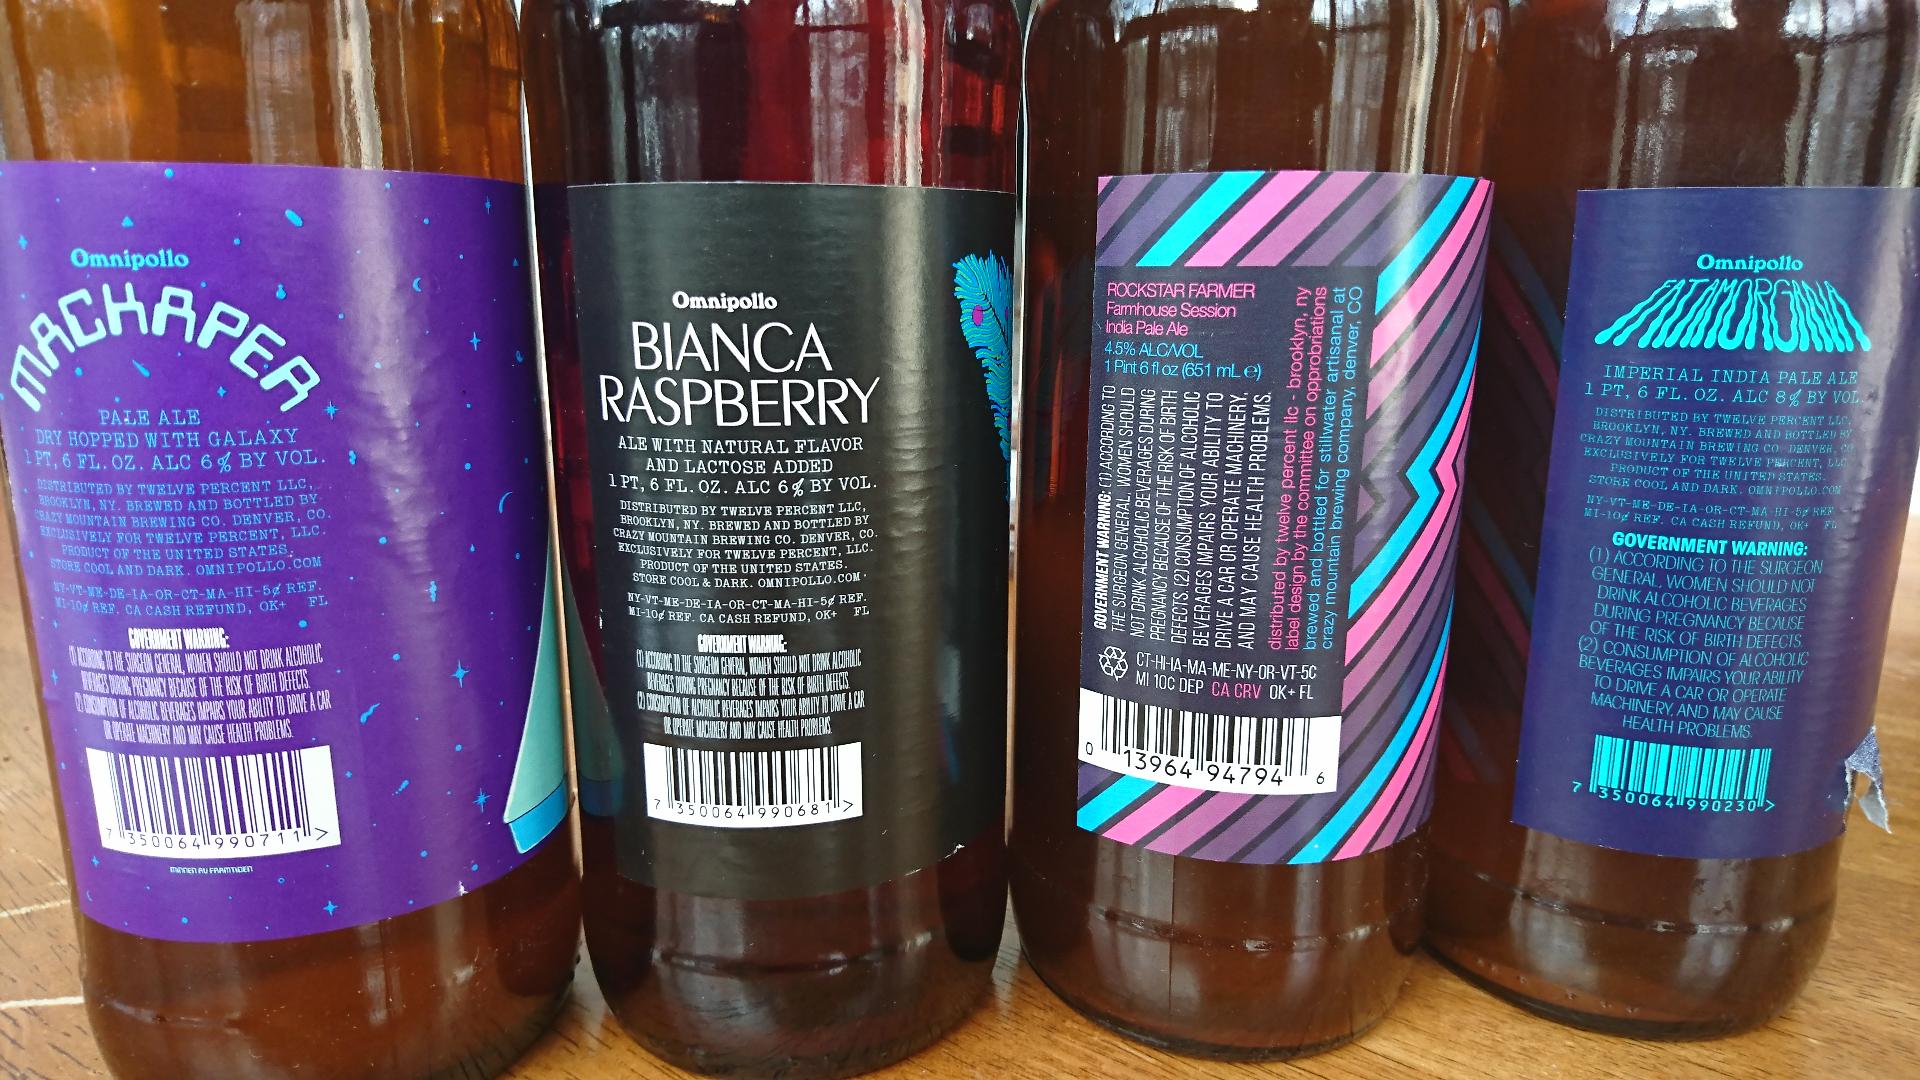 Omnipollo
MACKAPER
PALE ALE
DRY HOPPED WITH GALAXY
1 PT, 6 FL. OZ. ALC 6% BY VOL.
DISTRIBUTED BY TWELVE PERCENT LLC,
BROOKLYN, NY. BREWED AND BOTTLED BY
CRAZY MOUNTAIN BREWING CO. DENVER, CO.
EXCLUSIVELY FOR TWELVE PERCENT, LLC.
PRODUCT OF THE UNITED STATES.
STORE COOL AND DARK. OMNIPOLLO.COM
NY-VT-ME-DE-IA-OR-CT-MA-HI-5¢ REF.
MI-10¢ REF. CA CASH REFUND, OK+ FL
GOVERNMENT WARNING:
(1) ACCORDING TO THE SURGEON GENERAL, WOMEN SHOULD NOT DRINK ALCOHOLIC
BEVERAGES DURING PREGNANCY BECAUSE OF THE RISK OF BIRTH DEFECTS.
(2) CONSUMPTION OF ALCOHOLIC BEVERAGES IMPAIRS YOUR ABILITY TO DRIVE A CAR
OR OPERATE MACHINERY AND MAY CAUSE HEALTH PROBLEMS.
7 350064 990711 >
MINNEN AV FRAMTIDEN
Omnipollo
BIANCA
RASPBERRY
ALE WITH NATURAL FLAVOR
AND LACTOSE ADDED
1 PT, 6 FL. OZ. ALC 6% BY VOL.
DISTRIBUTED BY TWELVE PERCENT LLC,
BROOKLYN, NY. BREWED AND BOTTLED BY
CRAZY MOUNTAIN BREWING CO. DENVER, CO.
EXCLUSIVELY FOR TWELVE PERCENT, LLC.
PRODUCT OF THE UNITED STATES.
STORE COOL & DARK. OMNIPOLLO.COM
NY-VT-ME-DE-IA-OR-CT-MA-HI-5¢ REF.
MI-10¢ REF. CA CASH REFUND, OK+ FL
GOVERNMENT WARNING:
(1) ACCORDING TO THE SURGEON GENERAL, WOMEN SHOULD NOT DRINK ALCOHOLIC
BEVERAGES DURING PREGNANCY BECAUSE OF THE RISK OF BIRTH DEFECTS.
(2) CONSUMPTION OF ALCOHOLIC BEVERAGES IMPAIRS YOUR ABILITY TO DRIVE A CAR
OR OPERATE MACHINERY AND MAY CAUSE HEALTH PROBLEMS.
7 350064 990681 >
ROCKSTAR FARMER
Farmhouse Session
India Pale Ale
4.5% ALC/VOL
1 Pint 6 fl oz (651 mL e)
GOVERNMENT WARNING: (1) ACCORDING TO
THE SURGEON GENERAL, WOMEN SHOULD
NOT DRINK ALCOHOLIC BEVERAGES DURING
PREGNANCY BECAUSE OF THE RISK OF BIRTH
DEFECTS. (2) CONSUMPTION OF ALCOHOLIC
BEVERAGES IMPAIRS YOUR ABILITY TO
DRIVE A CAR OR OPERATE MACHINERY,
AND MAY CAUSE HEALTH PROBLEMS.
distributed by twelve percent llc - brooklyn, ny
label design by the committee on opprobriations
brewed and bottled for stillwater artisanal at
crazy mountain brewing company, denver, CO
CT-HI-IA-MA-ME-NY-OR-VT-5C
MI 10C DEP CA CRV OK+ FL
0 13964 94794 6
Omnipollo
FATAMORGANA
IMPERIAL INDIA PALE ALE
1 PT, 6 FL. OZ. ALC 8% BY VOL.
DISTRIBUTED BY TWELVE PERCENT LLC,
BROOKLYN, NY. BREWED AND BOTTLED BY
CRAZY MOUNTAIN BREWING CO. DENVER, CO.
EXCLUSIVELY FOR TWELVE PERCENT, LLC
PRODUCT OF THE UNITED STATES.
STORE COOL AND DARK. OMNIPOLLO.COM
NY-VT-ME-DE-IA-OR-CT-MA-HI-5¢ REF
MI-10¢ REF. CA CASH REFUND, OK+ FL
GOVERNMENT WARNING:
(1) ACCORDING TO THE SURGEON
GENERAL, WOMEN SHOULD NOT
DRINK ALCOHOLIC BEVERAGES
DURING PREGNANCY BECAUSE
OF THE RISK OF BIRTH DEFECTS.
(2) CONSUMPTION OF ALCOHOLIC
BEVERAGES IMPAIRS YOUR ABILITY
TO DRIVE A CAR OR OPERATE
MACHINERY, AND MAY CAUSE
HEALTH PROBLEMS.
7 350064 990230 >